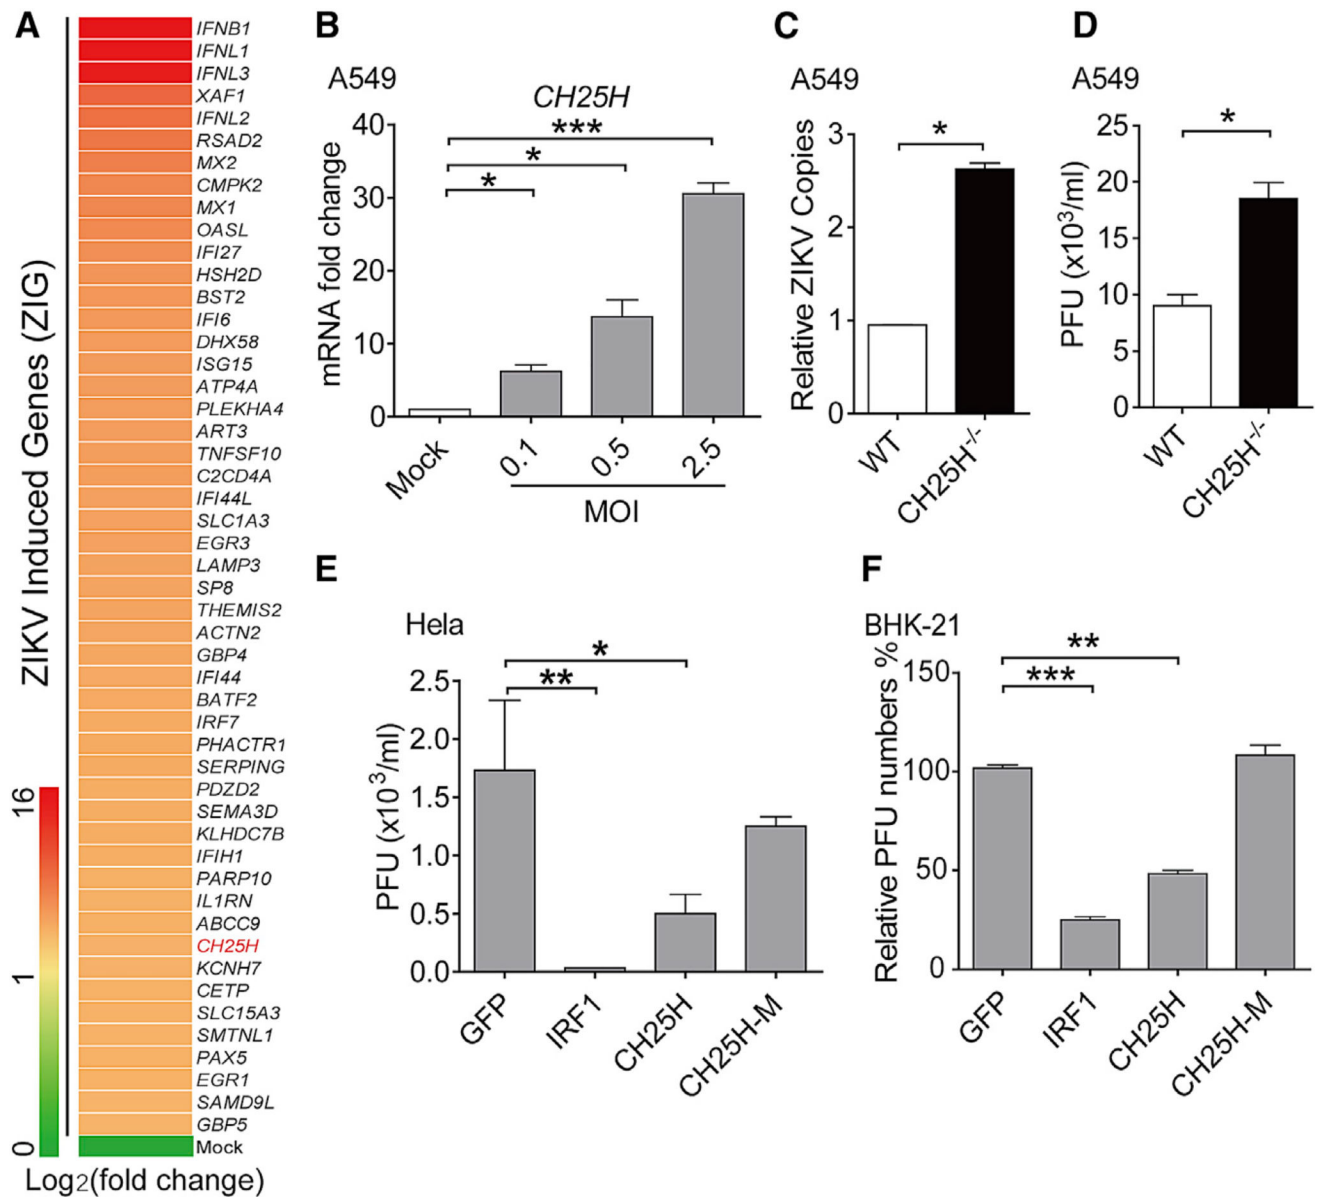 A
ZIKV Induced Genes (ZIG)
IFNB1
IFNL1
IFNL3
XAF1
IFNL2
RSAD2
MX2
CMPK2
MX1
OASL
IFI27
HSH2D
BST2
IFI6
DHX58
ISG15
ATP4A
PLEKHA4
ART3
TNFSF10
C2CD4A
IFI44L
SLC1A3
EGR3
LAMP3
SP8
THEMIS2
ACTN2
GBP4
IFI44
BATF2
IRF7
PHACTR1
SERPING
PDZD2
SEMA3D
KLHDC7B
IFIH1
PARP10
IL1RN
ABCC9
CH25H
KCNH7
CETP
SLC15A3
SMTNL1
PAX5
EGR1
SAMD9L
GBP5
Mock
16
1
0
Log2(fold change)
B
A549
CH25H
mRNA fold change
40
30
20
10
0
***
*
*
Mock
0.1
0.5
2.5
MOI
C
A549
Relative ZIKV Copies
3
2
1
0
*
WT
CH25H-/-
D
A549
PFU (x10³/ml)
25
20
15
10
5
0
*
WT
CH25H-/-
E
Hela
PFU (x10³/ml)
2.5
2.0
1.5
1.0
0.5
0.0
*
**
GFP
IRF1
CH25H
CH25H-M
F
BHK-21
Relative PFU numbers %
150
100
50
0
**
***
GFP
IRF1
CH25H
CH25H-M